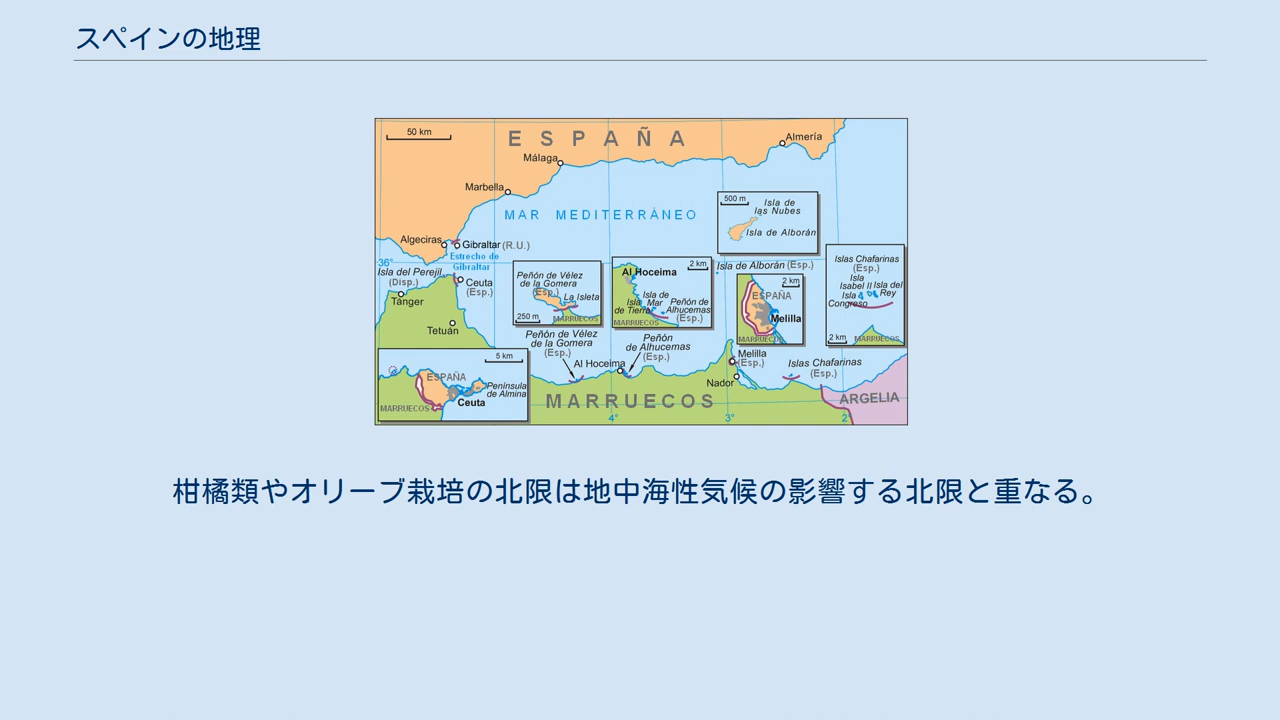 スペインの地理
50 km
ESPAÑA
Almería
Málaga
Marbella
MAR MEDITERRÁNEO
500 m
Isla de
las Nubes
Isla de Alborán
Algeciras
Gibraltar (R.U.)
Estrecho de
Gibraltar
36°
Isla del Perejil
(Disp.)
Ceuta
(Esp.)
Tánger
Tetuán
Peñón de Vélez
de la Gomera
(Esp.)
La Isleta
250 m
MARRUECOS
Al Hoceima
2 km
Isla de
Tierra
Isla de
Mar
Peñón de
Alhucemas
(Esp.)
MARRUECOS
Isla de Alborán (Esp.)
2 km
ESPAÑA
Melilla
MARRUECOS
Islas Chafarinas
(Esp.)
Isla
Isabel II
Isla del
Rey
Isla
Congreso
2 km
MARRUECOS
Peñón de Vélez
de la Gomera
(Esp.)
Peñón
de Alhucemas
(Esp.)
Al Hoceima
Melilla
(Esp.)
Nador
Islas Chafarinas
(Esp.)
5 km
ESPAÑA
Península
de Almina
Ceuta
MARRUECOS
MARRUECOS
ARGELIA
4°
3°
2°
柑橘類やオリーブ栽培の北限は地中海性気候の影響する北限と重なる。